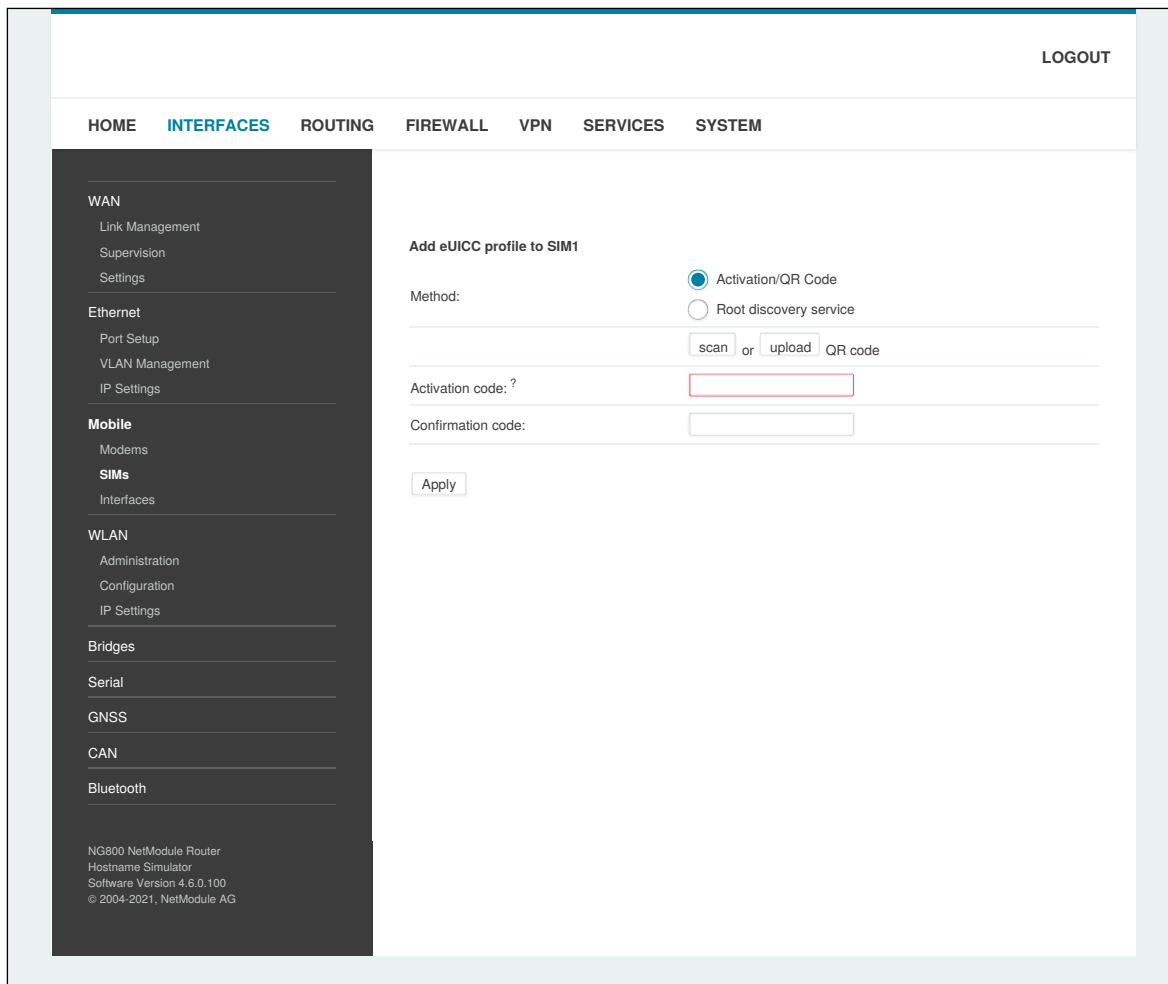 LOGOUT
HOME INTERFACES ROUTING FIREWALL VPN SERVICES SYSTEM
WAN
Link Management
Supervision
Settings
Ethernet
Port Setup
VLAN Management
IP Settings
Mobile
Modems
SIMs
Interfaces
WLAN
Administration
Configuration
IP Settings
Bridges
Serial
GNSS
CAN
Bluetooth
NG800 NetModule Router
Hostname Simulator
Software Version 4.6.0.100
© 2004-2021, NetModule AG
Add eUICC profile to SIM1
Method:
Activation/QR Code
Root discovery service
scan or upload QR code
Activation code: ?
Confirmation code:
Apply